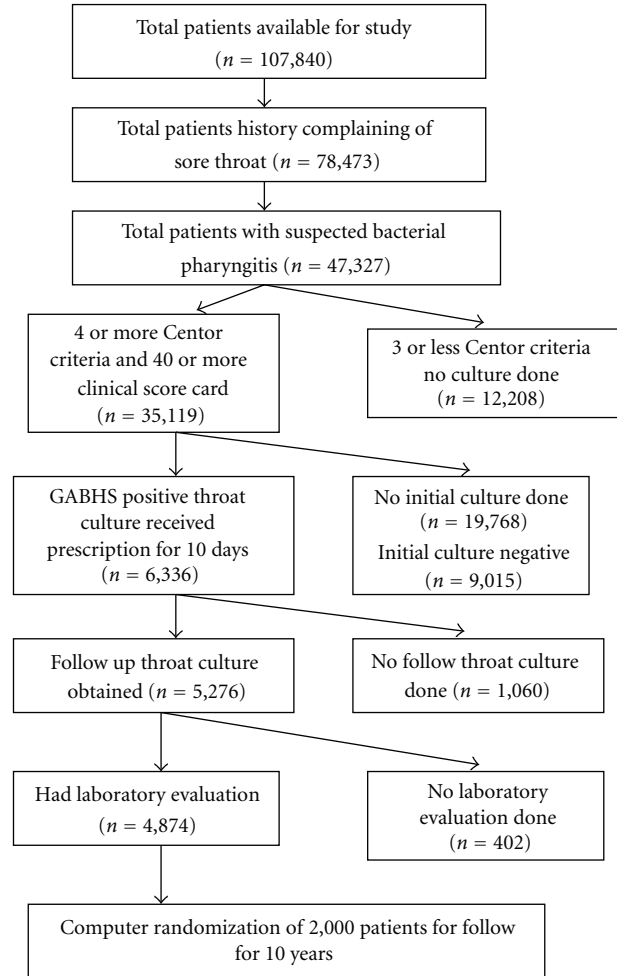 Total patients available for study
(n = 107,840)
Total patients history complaining of
sore throat (n = 78,473)
Total patients with suspected bacterial
pharyngitis (n = 47,327)
4 or more Centor
criteria and 40 or more
clinical score card
(n = 35,119)
3 or less Centor criteria
no culture done
(n = 12,208)
GABHS positive throat
culture received
prescription for 10 days
(n = 6,336)
No initial culture done
(n = 19,768)
Initial culture negative
(n = 9,015)
Follow up throat culture
obtained (n = 5,276)
No follow throat culture
done (n = 1,060)
Had laboratory evaluation
(n = 4,874)
No laboratory
evaluation done
(n = 402)
Computer randomization of 2,000 patients for follow
for 10 years